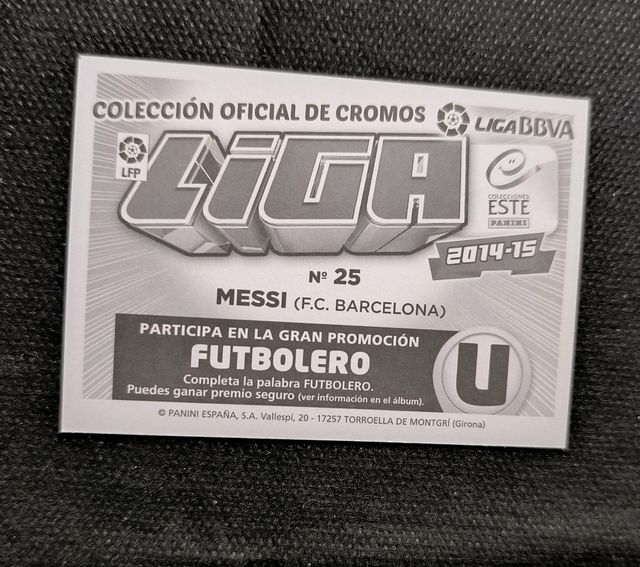 COLECCIÓN OFICIAL DE CROMOS
LIGA BBVA
LFP
LiGA
COLECCIONES
ESTE
PANINI
2014-15
Nº 25
MESSI (F.C. BARCELONA)
PARTICIPA EN LA GRAN PROMOCIÓN
FUTBOLERO
Completa la palabra FUTBOLERO.
Puedes ganar premio seguro (ver información en el álbum).
U
© PANINI ESPAÑA, S.A. Vallespí, 20 - 17257 TORROELLA DE MONTGRÍ (Girona)